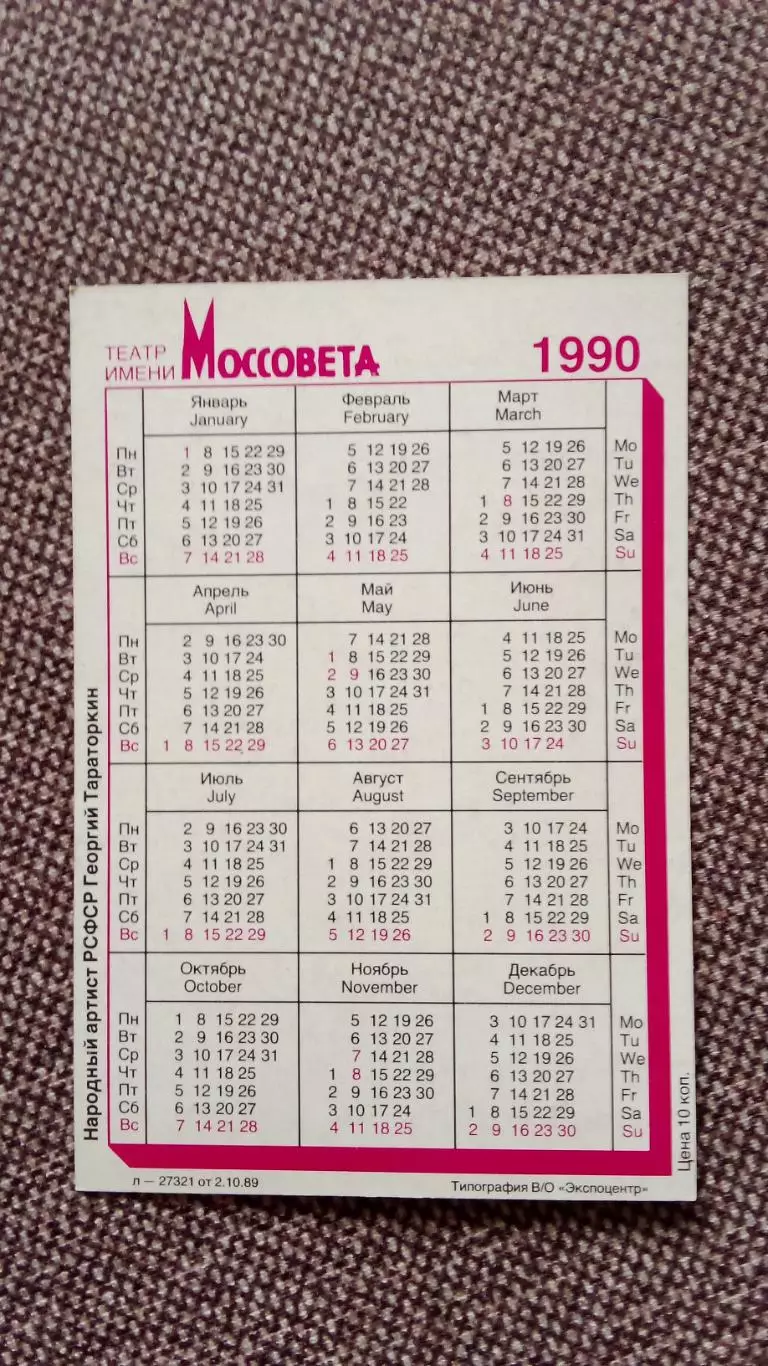 ТЕАТР
ИМЕНИ МОССОВЕТА 1990
Январь Февраль Март
January February March
Пн 1 8 15 22 29 5 12 19 26 5 12 19 26 Mo
Вт 2 9 16 23 30 6 13 20 27 6 13 20 27 Tu
Ср 3 10 17 24 31 7 14 21 28 7 14 21 28 We
Чт 4 11 18 25 1 8 15 22 1 8 15 22 29 Th
Пт 5 12 19 26 2 9 16 23 2 9 16 23 30 Fr
Сб 6 13 20 27 3 10 17 24 3 10 17 24 31 Sa
Вс 7 14 21 28 4 11 18 25 4 11 18 25 Su
Апрель Май Июнь
April May June
Пн 2 9 16 23 30 7 14 21 28 4 11 18 25 Mo
Вт 3 10 17 24 1 8 15 22 29 5 12 19 26 Tu
Ср 4 11 18 25 2 9 16 23 30 6 13 20 27 We
Чт 5 12 19 26 3 10 17 24 31 7 14 21 28 Th
Пт 6 13 20 27 4 11 18 25 1 8 15 22 29 Fr
Сб 7 14 21 28 5 12 19 26 2 9 16 23 30 Sa
Вс 1 8 15 22 29 6 13 20 27 3 10 17 24 Su
Июль Август Сентябрь
July August September
Пн 2 9 16 23 30 6 13 20 27 3 10 17 24 Mo
Вт 3 10 17 24 31 7 14 21 28 4 11 18 25 Tu
Ср 4 11 18 25 1 8 15 22 29 5 12 19 26 We
Чт 5 12 19 26 2 9 16 23 30 6 13 20 27 Th
Пт 6 13 20 27 3 10 17 24 31 7 14 21 28 Fr
Сб 7 14 21 28 4 11 18 25 1 8 15 22 29 Sa
Вс 1 8 15 22 29 5 12 19 26 2 9 16 23 30 Su
Октябрь Ноябрь Декабрь
October November December
Пн 1 8 15 22 29 5 12 19 26 3 10 17 24 31 Mo
Вт 2 9 16 23 30 6 13 20 27 4 11 18 25 Tu
Ср 3 10 17 24 31 7 14 21 28 5 12 19 26 We
Чт 4 11 18 25 1 8 15 22 29 6 13 20 27 Th
Пт 5 12 19 26 2 9 16 23 30 7 14 21 28 Fr
Сб 6 13 20 27 3 10 17 24 1 8 15 22 29 Sa
Вс 7 14 21 28 4 11 18 25 2 9 16 23 30 Su
Народный артист РСФСР Георгий Тараторкин
Цена 10 коп.
л — 27321 от 2.10.89 Типография В/О «Экспоцентр»